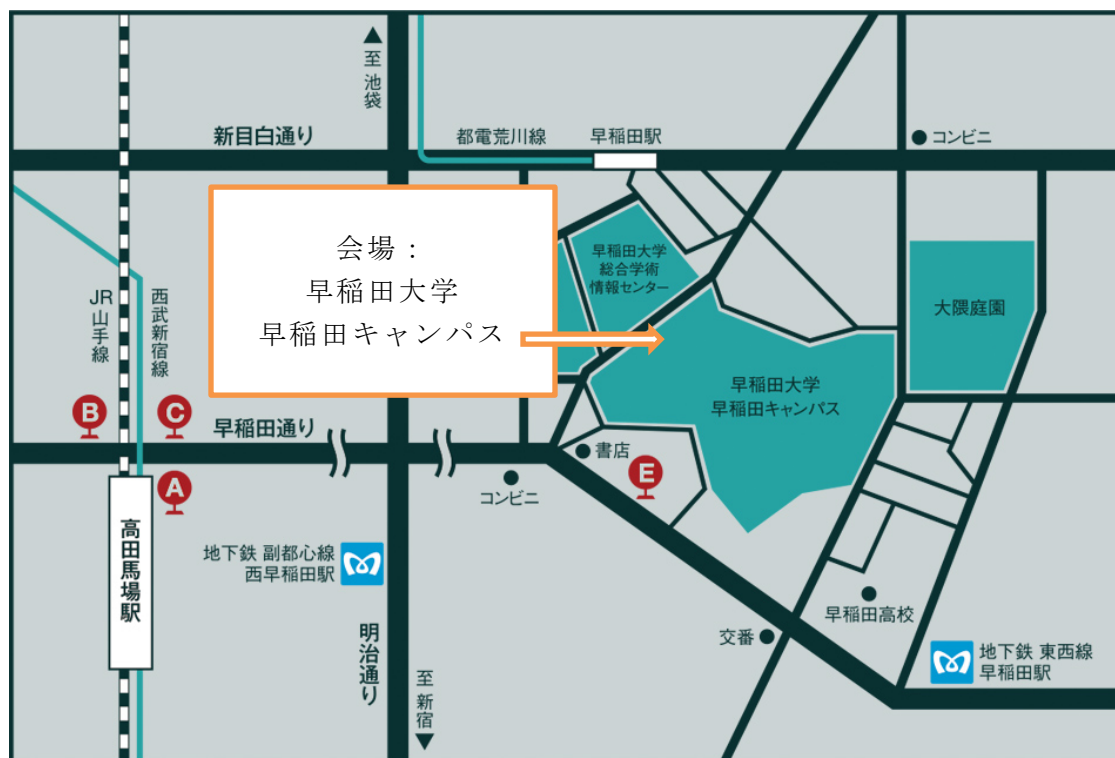 至 池袋
新目白通り
都電荒川線
早稲田駅
コンビニ
会場：
早稲田大学
早稲田キャンパス
早稲田大学
総合学術
情報センター
大隈庭園
JR山手線
西武新宿線
早稲田大学
早稲田キャンパス
B
C
早稲田通り
書店
E
A
コンビニ
高田馬場駅
地下鉄 副都心線
西早稲田駅
早稲田高校
交番
明治通り
至 新宿
地下鉄 東西線
早稲田駅